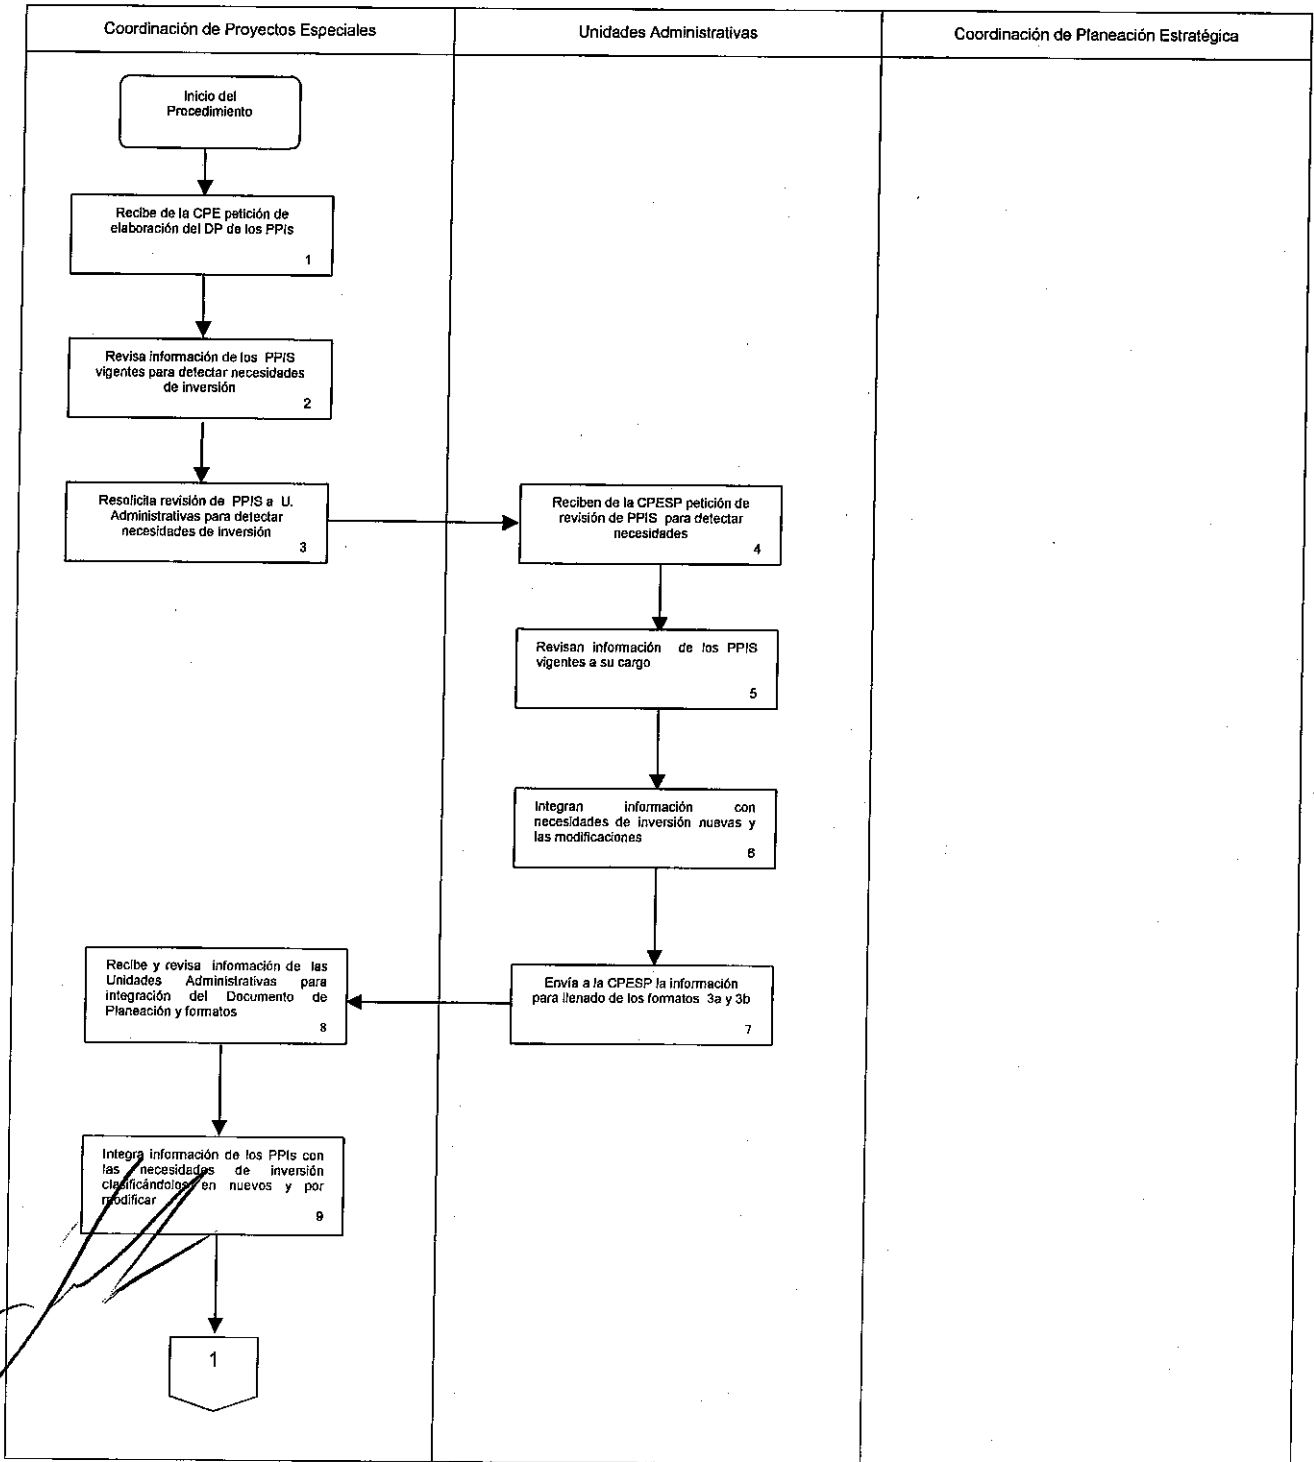 Coordinación de Proyectos Especiales
Unidades Administrativas
Coordinación de Planeación Estratégica
Inicio del
Procedimiento
Recibe de la CPE petición de
elaboración del DP de los PPIs
1
Revisa información de los PPIS
vigentes para detectar necesidades
de inversión
2
Resolicita revisión de PPIS a U.
Administrativas para detectar
necesidades de inversión
3
Reciben de la CPESP petición de
revisión de PPIS para detectar
necesidades
4
Revisan información de los PPIS
vigentes a su cargo
5
Integran información con
necesidades de inversión nuevas y
las modificaciones
6
Envía a la CPESP la información
para llenado de los formatos 3a y 3b
7
Recibe y revisa información de las
Unidades Administrativas para
integración del Documento de
Planeación y formatos
8
Integra información de los PPIs con
las necesidades de inversión
clasificándolos en nuevos y por
modificar
9
1